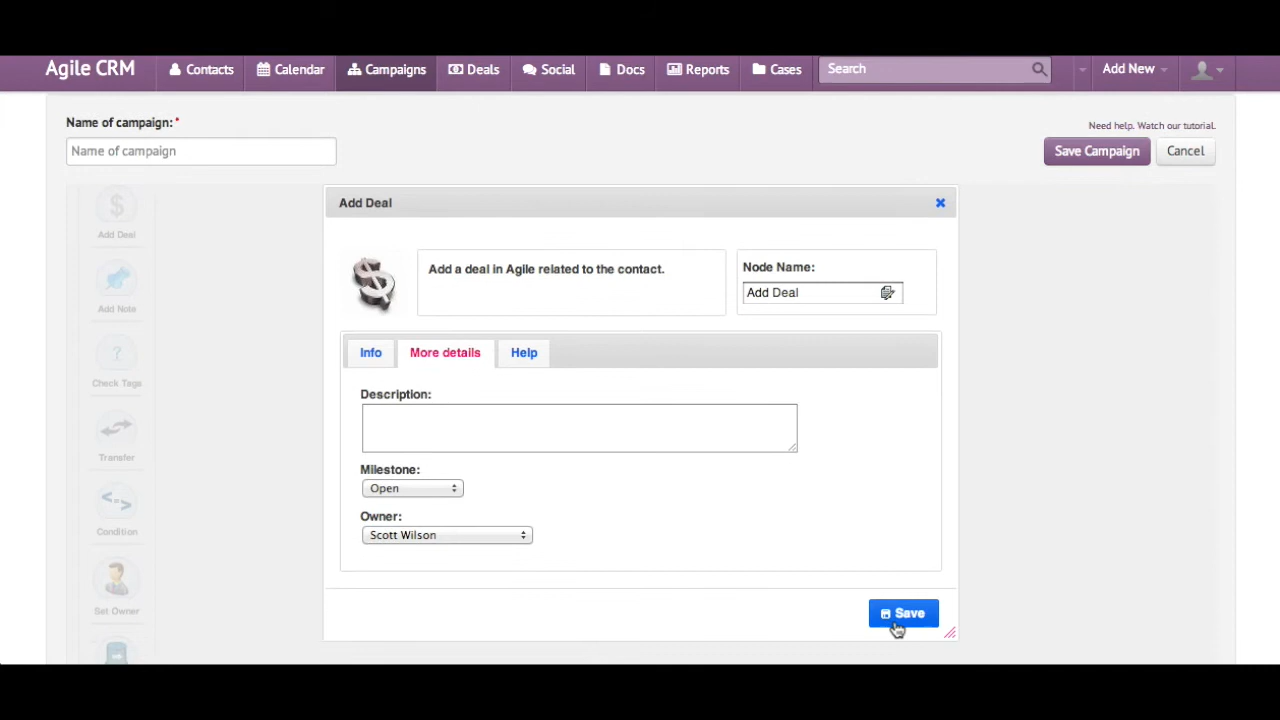 Agile CRM Contacts Calendar Campaigns Deals Social Docs Reports Cases Search Add New
Name of campaign: *
Need help. Watch our tutorial.
Name of campaign
Save Campaign Cancel
Add Deal
Add Deal
Add Note
Check Tags
Transfer
Condition
Set Owner
Add a deal in Agile related to the contact.
Node Name:
Add Deal
Info More details Help
Description:
Milestone:
Open
Owner:
Scott Wilson
Save